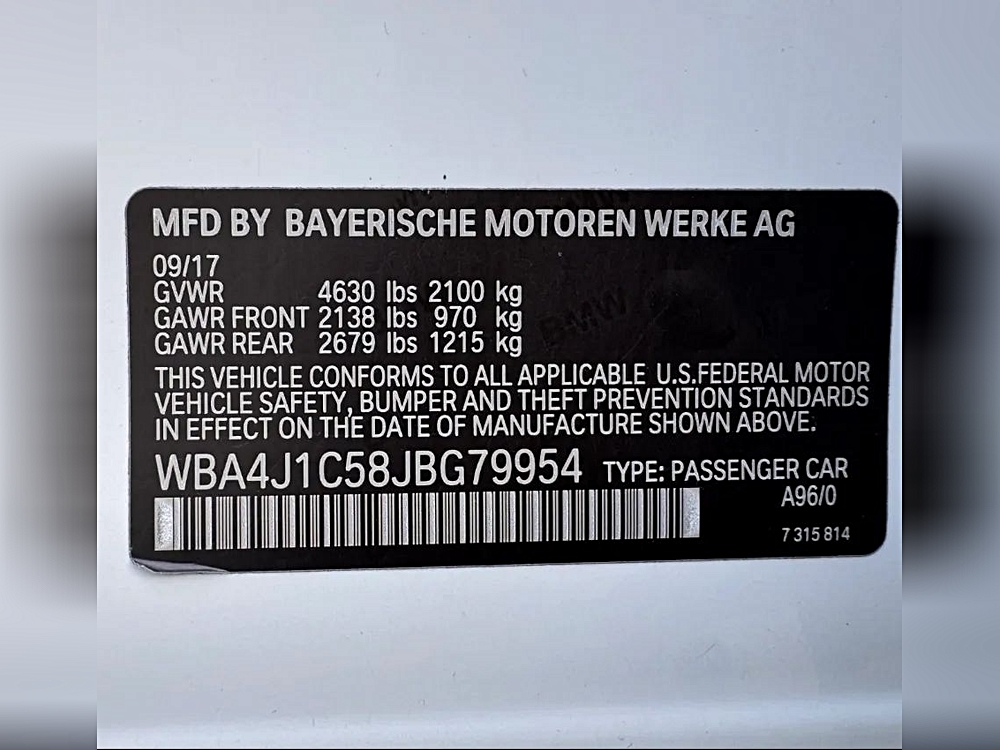 MFD BY BAYERISCHE MOTOREN WERKE AG
09/17
GVWR 4630 lbs 2100 kg
GAWR FRONT 2138 lbs 970 kg
GAWR REAR 2679 lbs 1215 kg
BMW
THIS VEHICLE CONFORMS TO ALL APPLICABLE U.S.FEDERAL MOTOR
VEHICLE SAFETY, BUMPER AND THEFT PREVENTION STANDARDS
IN EFFECT ON THE DATE OF MANUFACTURE SHOWN ABOVE.
WBA4J1C58JBG79954 TYPE: PASSENGER CAR
A96/0
7 315 814